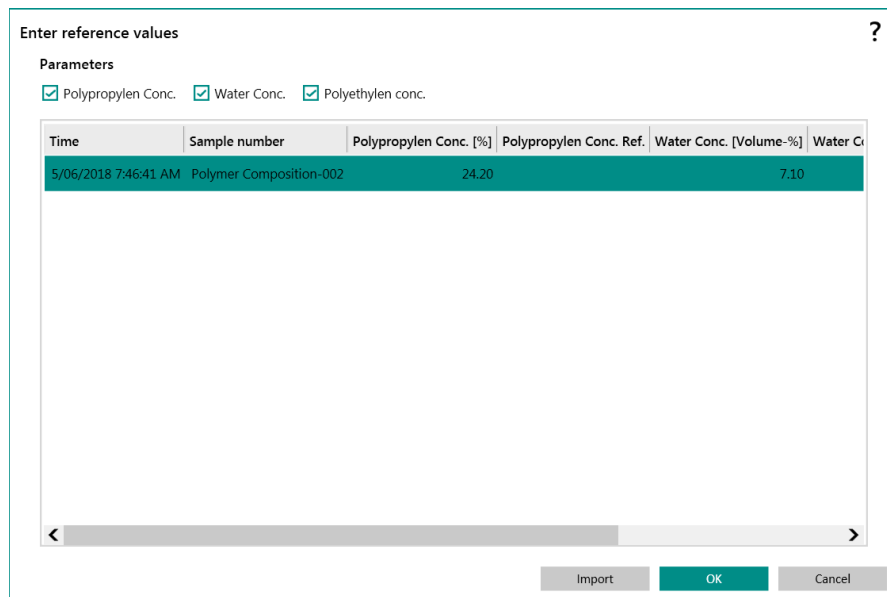 Enter reference values ?
Parameters
Polypropylen Conc. Water Conc. Polyethylen conc.
Time Sample number Polypropylen Conc. [%] Polypropylen Conc. Ref. Water Conc. [Volume-%] Water
5/06/2018 7:46:41 AM Polymer Composition-002 24.20 7.10
Import OK Cancel